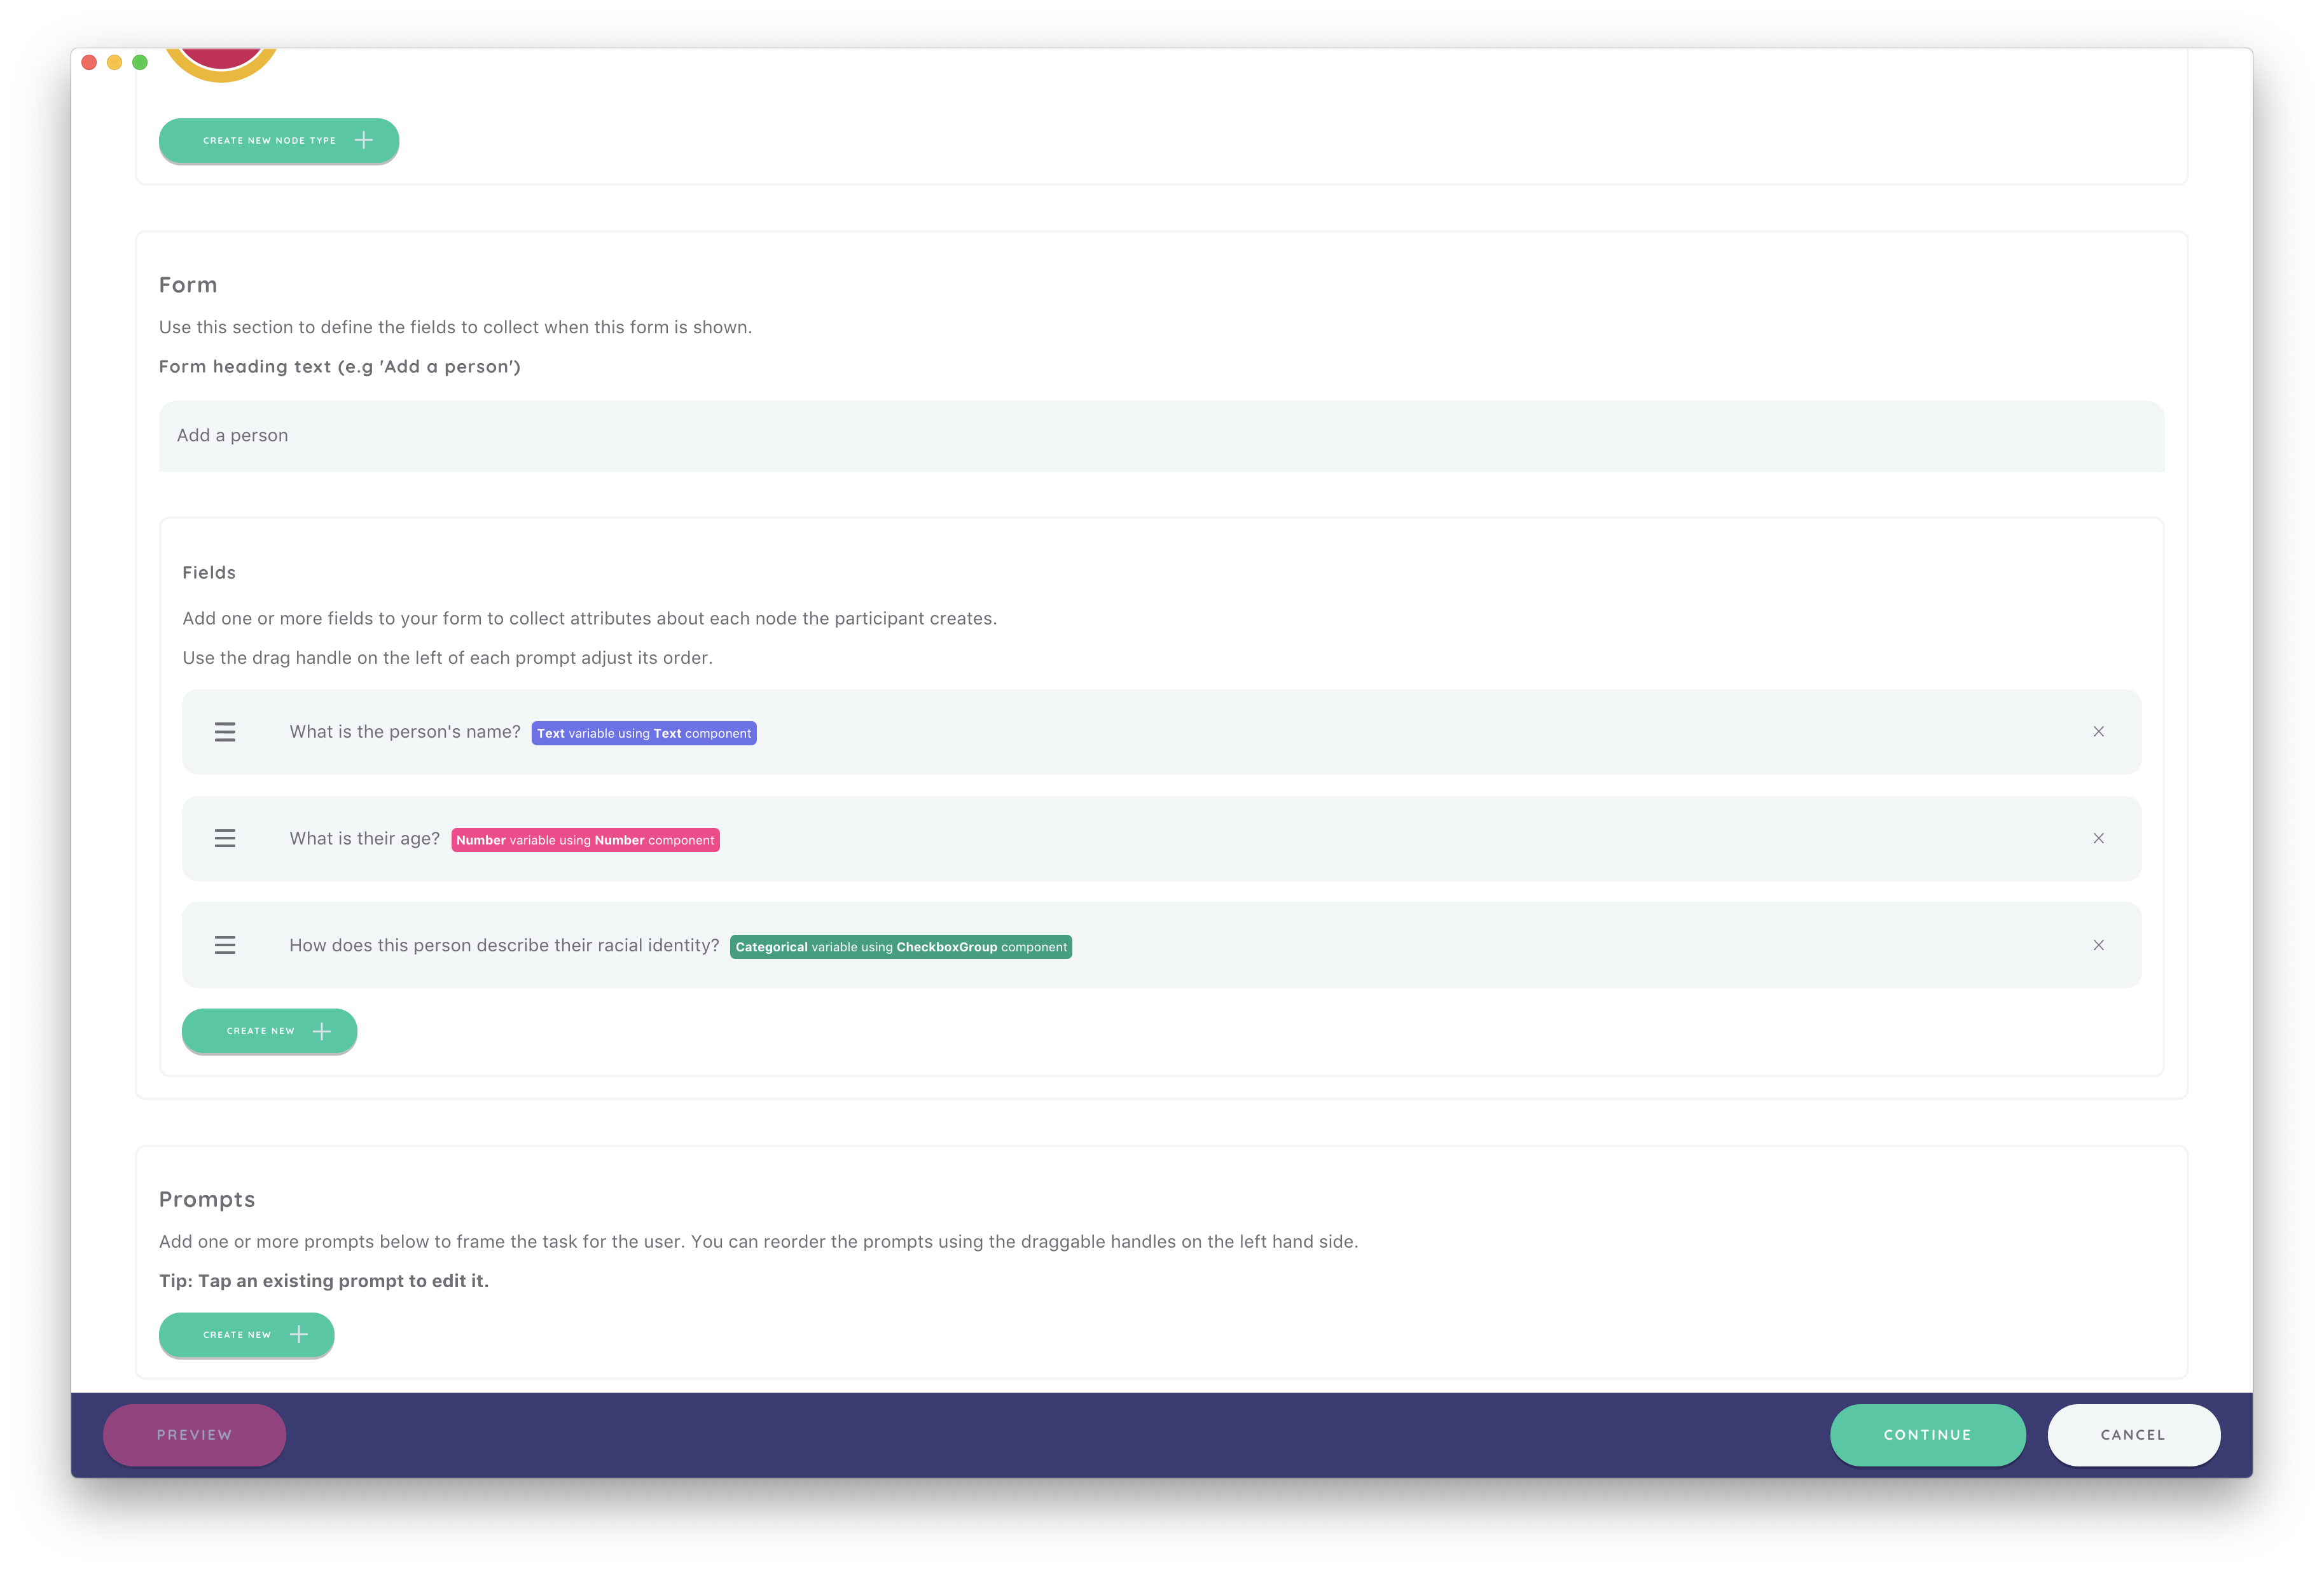 CREATE NEW NODE TYPE
Form
Use this section to define the fields to collect when this form is shown.
Form heading text (e.g 'Add a person')
Add a person
Fields
Add one or more fields to your form to collect attributes about each node the participant creates.
Use the drag handle on the left of each prompt adjust its order.
What is the person's name? Text variable using Text component
What is their age? Number variable using Number component
How does this person describe their racial identity? Categorical variable using CheckboxGroup component
CREATE NEW
Prompts
Add one or more prompts below to frame the task for the user. You can reorder the prompts using the draggable handles on the left hand side.
Tip: Tap an existing prompt to edit it.
CREATE NEW
PREVIEW CONTINUE CANCEL